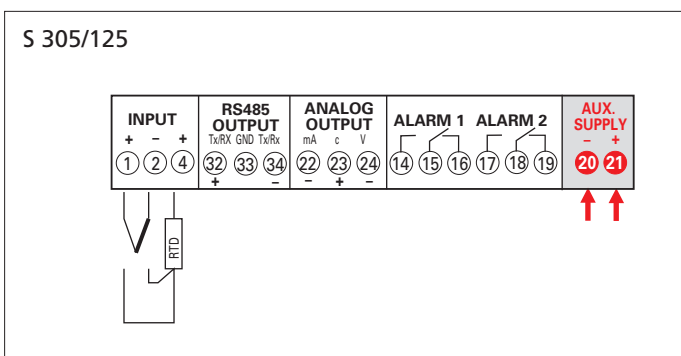 S 305/125
INPUT
RS485
OUTPUT
ANALOG
OUTPUT
ALARM 1 ALARM 2
AUX.
SUPPLY
+ − +
Tx/RX GND Tx/Rx
mA c V
− +
1 2 4 32 33 34 22 23 24 14 15 16 17 18 19 20 21
+ − − + −
RTD